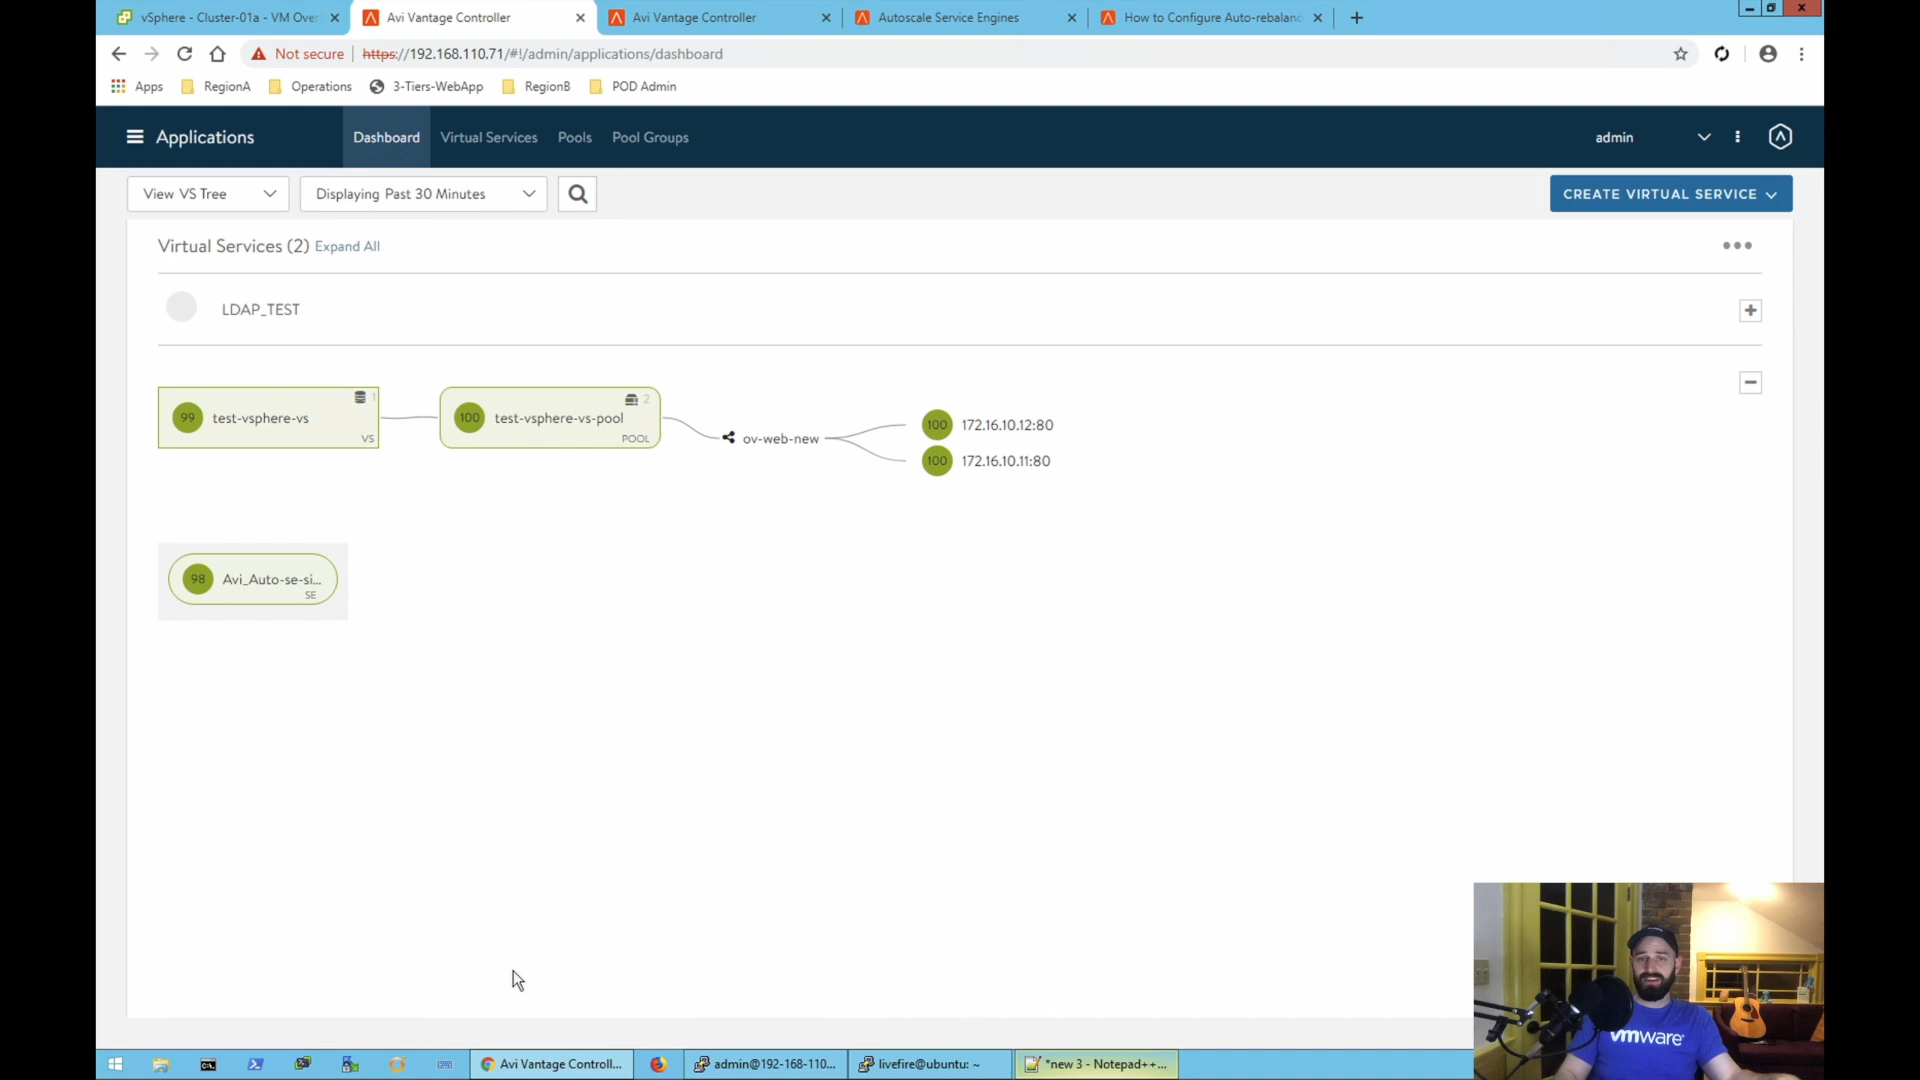 vSphere - Cluster-01a - VM Over
Avi Vantage Controller
Avi Vantage Controller
Autoscale Service Engines
How to Configure Auto-rebalanc
Not secure
https://192.168.110.71/#!/admin/applications/dashboard
Apps
RegionA
Operations
3-Tiers-WebApp
RegionB
POD Admin
Applications
Dashboard
Virtual Services
Pools
Pool Groups
admin
View VS Tree
Displaying Past 30 Minutes
CREATE VIRTUAL SERVICE
Virtual Services (2) Expand All
LDAP_TEST
99 test-vsphere-vs
1
VS
100 test-vsphere-vs-pool
2
POOL
ov-web-new
100 172.16.10.12:80
100 172.16.10.11:80
98 Avi_Auto-se-si...
SE
vmware
Avi Vantage Controll...
admin@192-168-110...
livefire@ubuntu: ~
*new 3 - Notepad++...